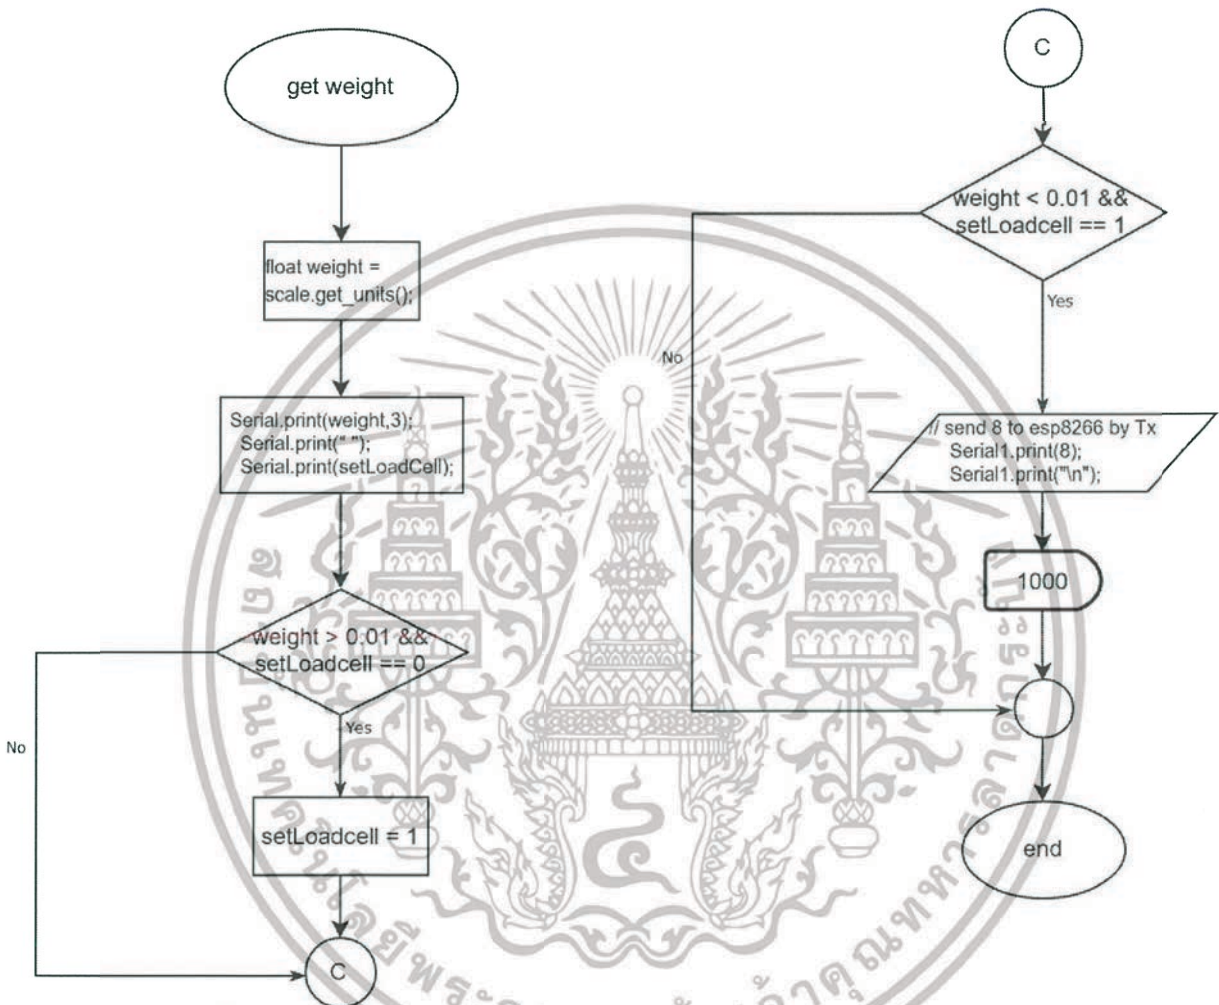 get weight
float weight =
scale.get_units();
Serial.print(weight,3);
Serial.print(" ");
Serial.print(setLoadCell);
weight > 0.01 &&
setLoadcell == 0
No
Yes
setLoadcell = 1
C
C
weight < 0.01 &&
setLoadcell == 1
No
Yes
// send 8 to esp8266 by Tx
Serial1.print(8);
Serial1.print("\n");
1000
end